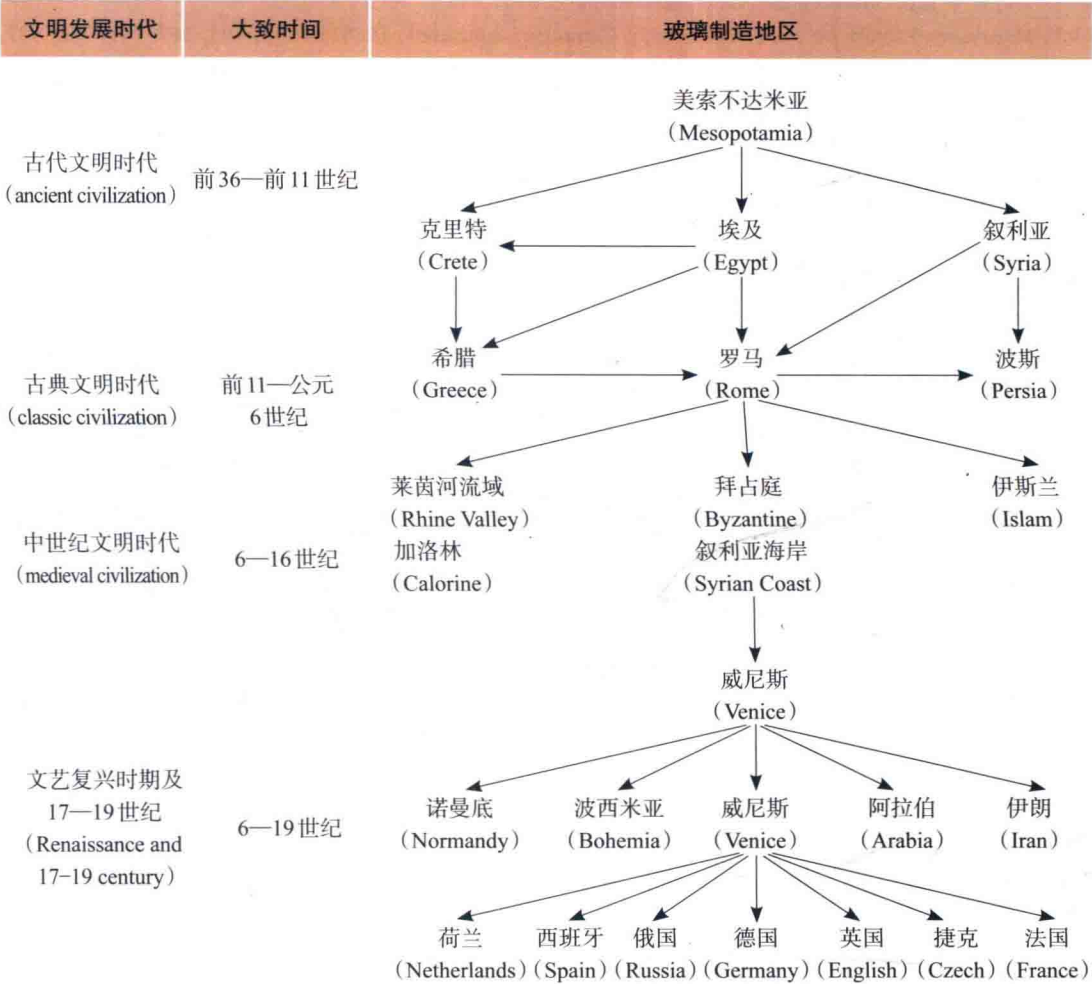 文明发展时代 大致时间 玻璃制造地区
美索不达米亚
(Mesopotamia)
古代文明时代
(ancient civilization)
前36—前11世纪
克里特 埃及 叙利亚
(Crete) (Egypt) (Syria)
希腊 罗马 波斯
(Greece) (Rome) (Persia)
古典文明时代
(classic civilization)
前11—公元
6世纪
莱茵河流域 拜占庭 伊斯兰
(Rhine Valley) (Byzantine) (Islam)
加洛林 叙利亚海岸
(Calorine) (Syrian Coast)
中世纪文明时代
(medieval civilization)
6—16世纪
威尼斯
(Venice)
文艺复兴时期及
17—19世纪
(Renaissance and
17-19 century)
6—19世纪
诺曼底 波西米亚 威尼斯 阿拉伯 伊朗
(Normandy) (Bohemia) (Venice) (Arabia) (Iran)
荷兰 西班牙 俄国 德国 英国 捷克 法国
(Netherlands) (Spain) (Russia) (Germany) (English) (Czech) (France)